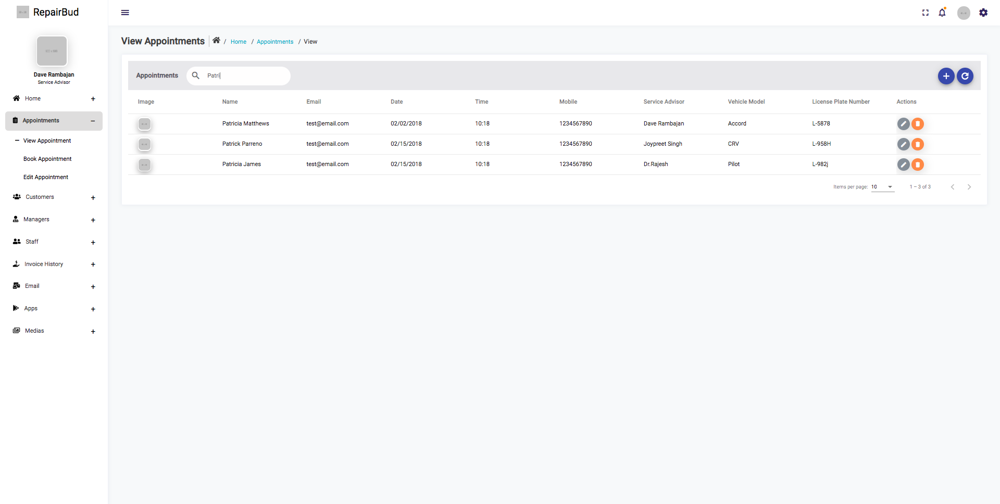 RepairBud
Dave Rambajan
Service Advisor
Home +
Appointments −
− View Appointment
Book Appointment
Edit Appointment
Customers +
Managers +
Staff +
Invoice History +
Email +
Apps +
Medias +
View Appointments / Home / Appointments / View
Appointments Patri
Image Name Email Date Time Mobile Service Advisor Vehicle Model License Plate Number Actions
Patricia Matthews test@email.com 02/02/2018 10:18 1234567890 Dave Rambajan Accord L-5878
Patrick Parreno test@email.com 02/15/2018 10:18 1234567890 Joypreet Singh CRV L-958H
Patricia James test@email.com 02/15/2018 10:18 1234567890 Dr.Rajesh Pilot L-982j
Items per page: 10 1 – 3 of 3